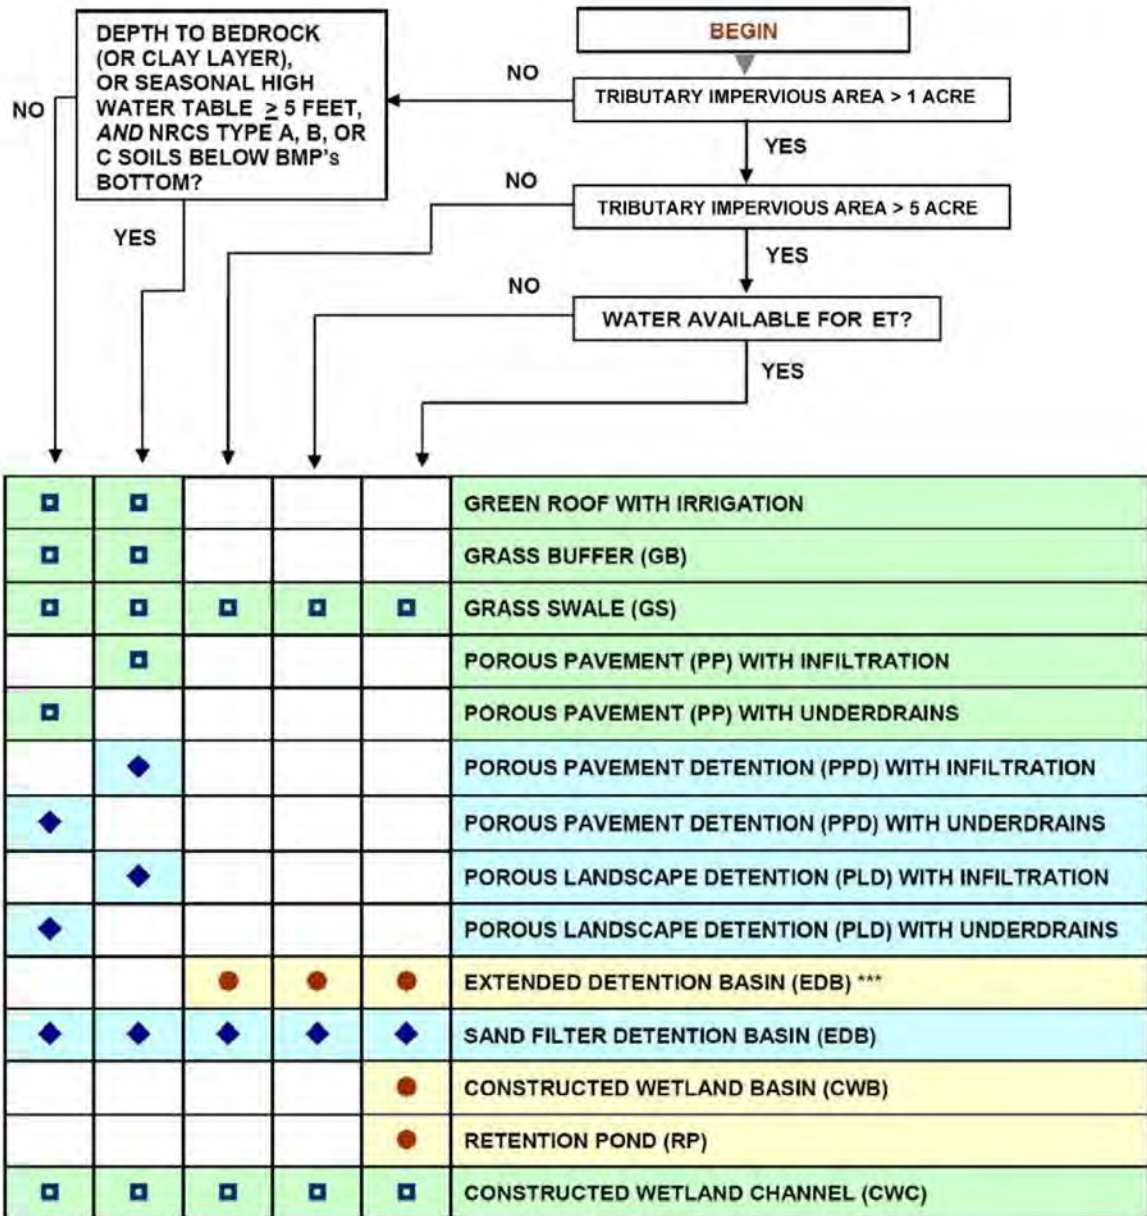 DEPTH TO BEDROCK
(OR CLAY LAYER),
OR SEASONAL HIGH
WATER TABLE ≥ 5 FEET,
AND NRCS TYPE A, B, OR
C SOILS BELOW BMP's
BOTTOM?
BEGIN
NO
NO
TRIBUTARY IMPERVIOUS AREA > 1 ACRE
YES
NO
TRIBUTARY IMPERVIOUS AREA > 5 ACRE
YES
YES
NO
WATER AVAILABLE FOR ET?
YES
GREEN ROOF WITH IRRIGATION
GRASS BUFFER (GB)
GRASS SWALE (GS)
POROUS PAVEMENT (PP) WITH INFILTRATION
POROUS PAVEMENT (PP) WITH UNDERDRAINS
POROUS PAVEMENT DETENTION (PPD) WITH INFILTRATION
POROUS PAVEMENT DETENTION (PPD) WITH UNDERDRAINS
POROUS LANDSCAPE DETENTION (PLD) WITH INFILTRATION
POROUS LANDSCAPE DETENTION (PLD) WITH UNDERDRAINS
EXTENDED DETENTION BASIN (EDB) ***
SAND FILTER DETENTION BASIN (EDB)
CONSTRUCTED WETLAND BASIN (CWB)
RETENTION POND (RP)
CONSTRUCTED WETLAND CHANNEL (CWC)